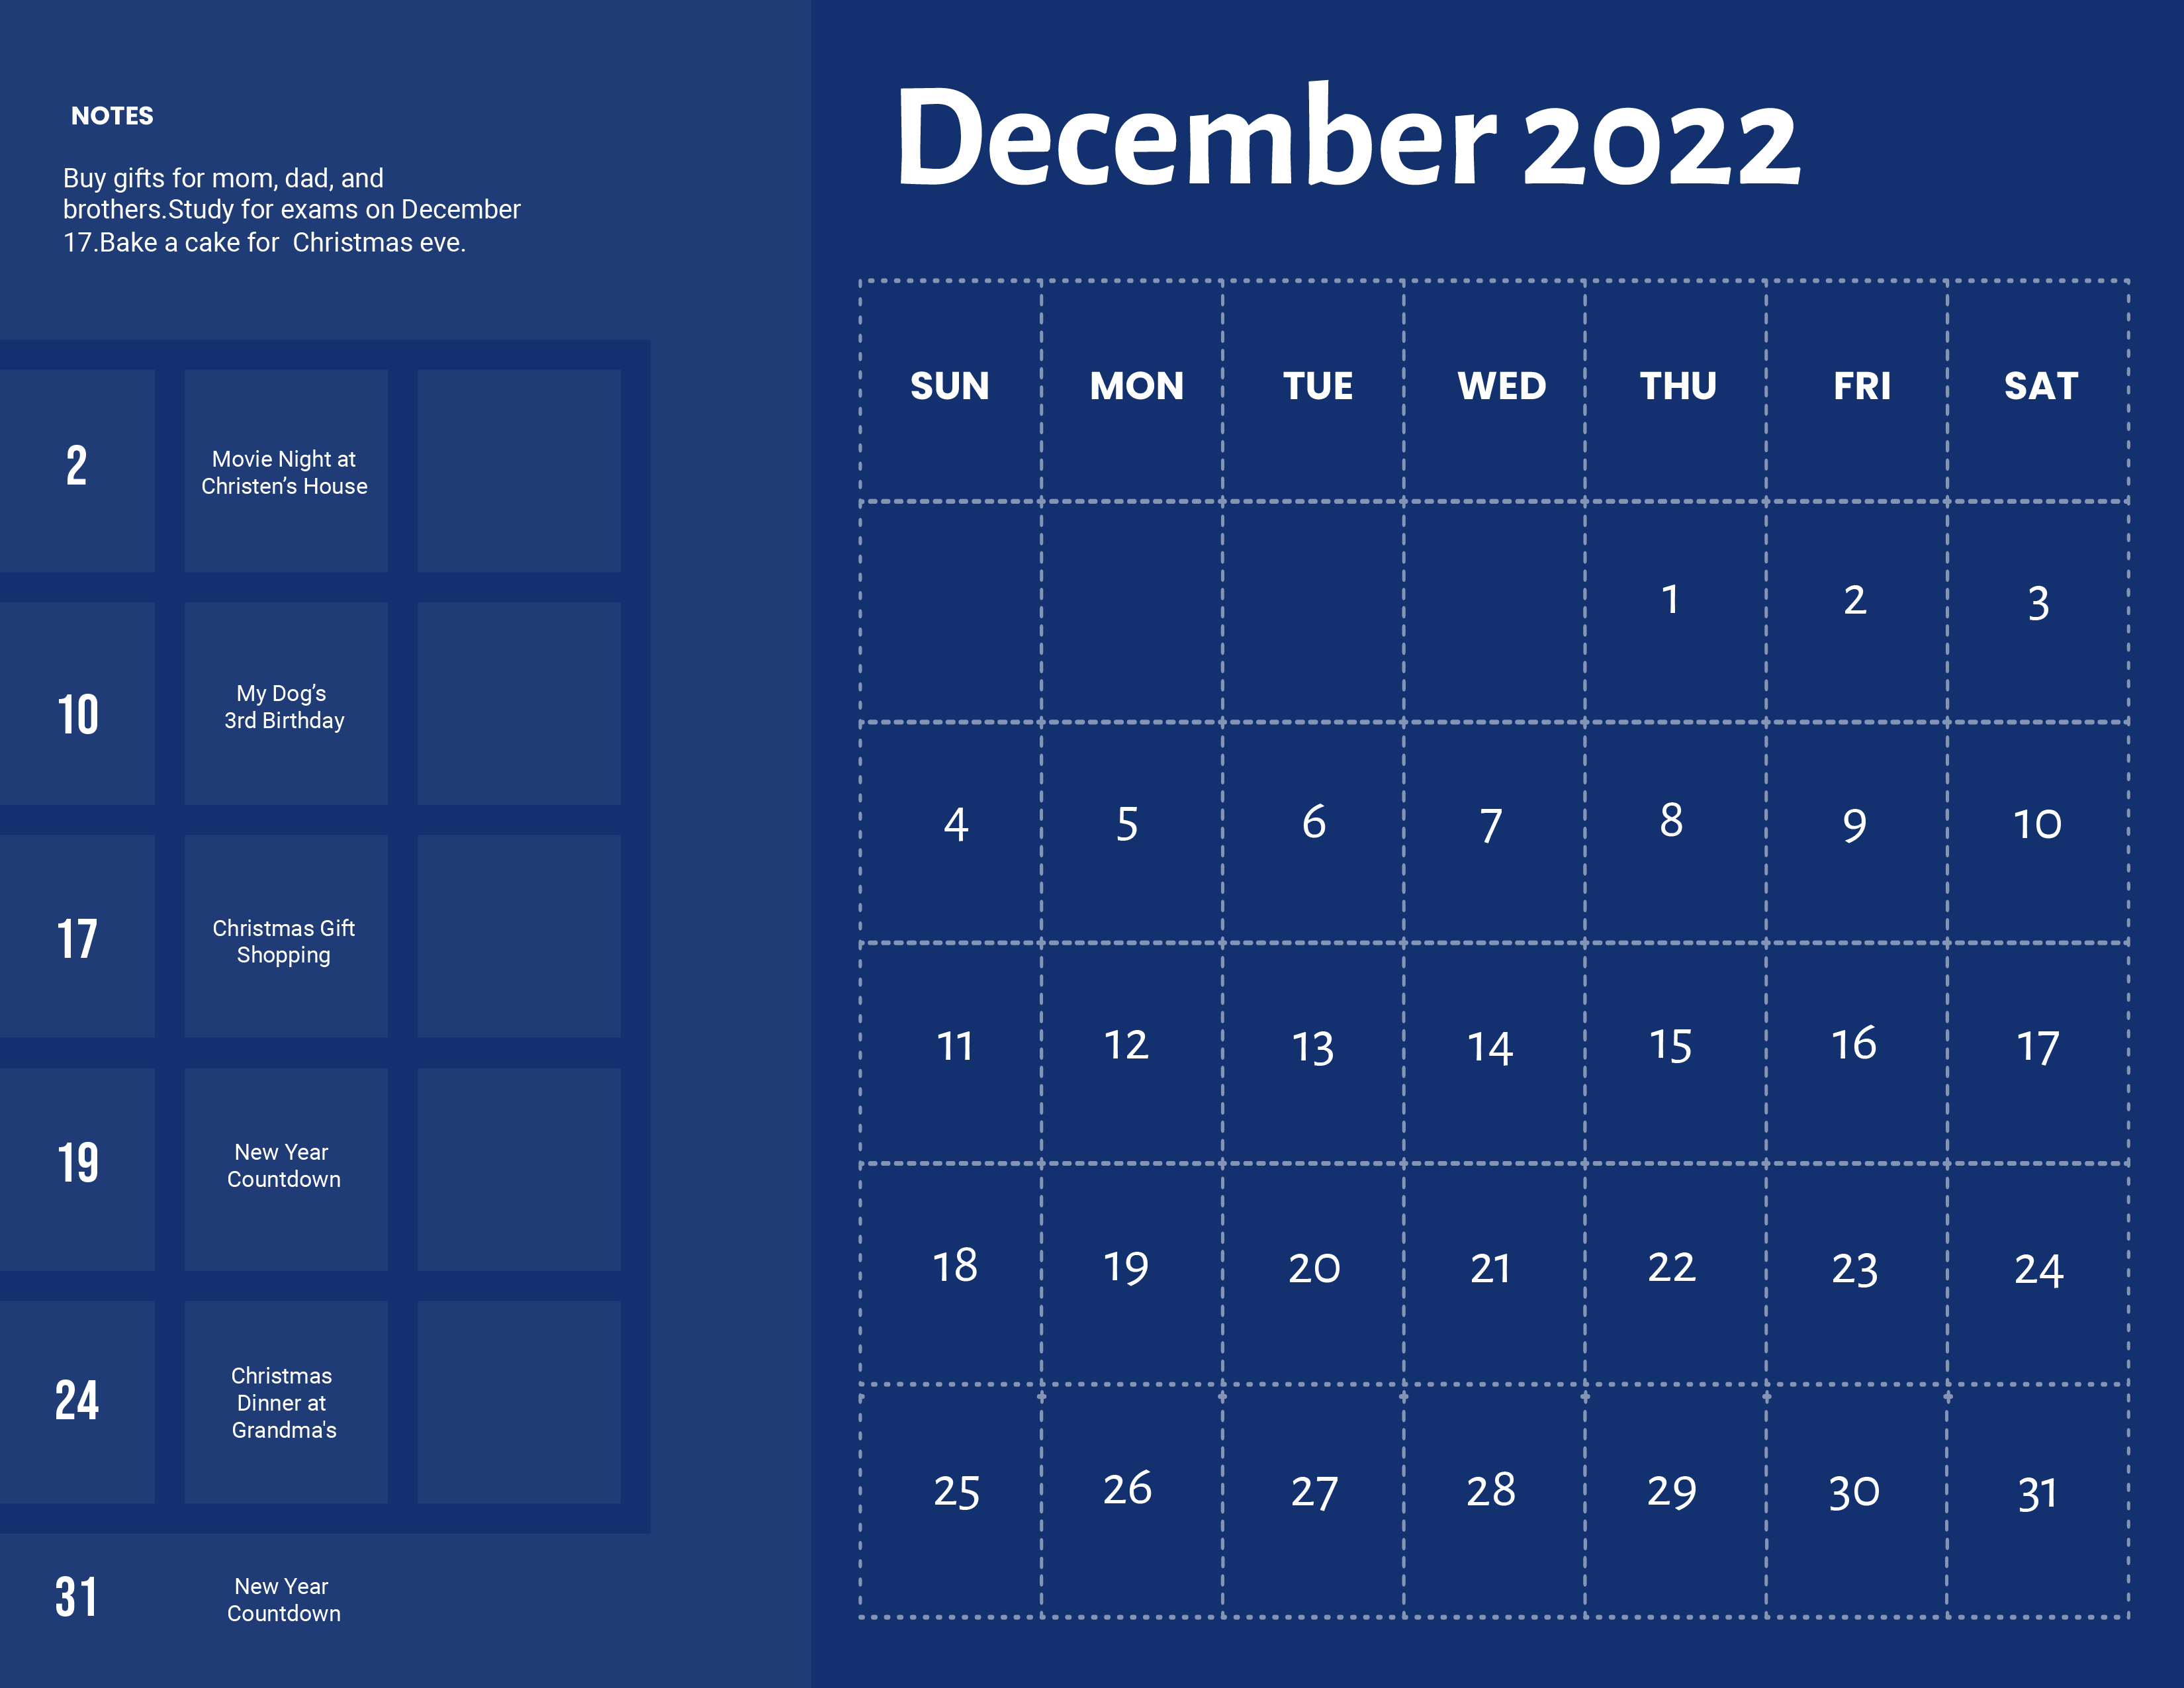 NOTES
Buy gifts for mom, dad, and
brothers.Study for exams on December
17.Bake a cake for  Christmas eve.
2
Movie Night at
Christen’s House
10
My Dog’s
3rd Birthday
17
Christmas Gift
Shopping
19
New Year
Countdown
24
Christmas
Dinner at
Grandma's
31
New Year
Countdown
December 2022
SUN MON TUE WED THU FRI SAT
1 2 3
4 5 6 7 8 9 10
11 12 13 14 15 16 17
18 19 20 21 22 23 24
25 26 27 28 29 30 31